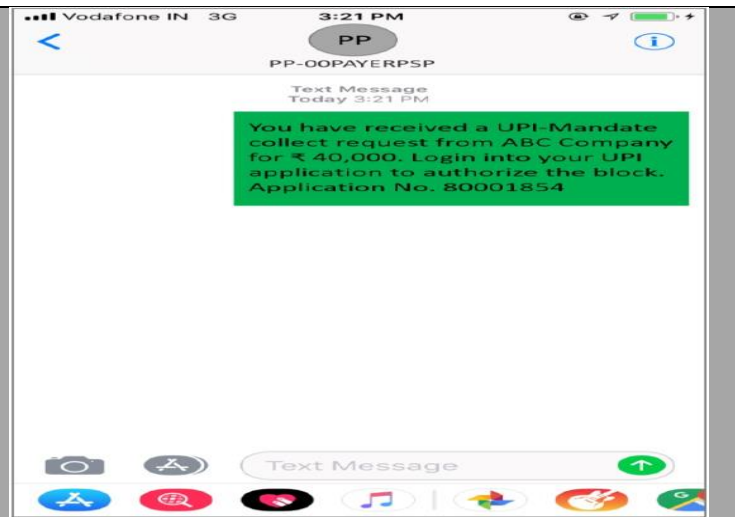 Vodafone IN 3G 3:21 PM
PP
PP-00PAYERPSP
Text Message
Today 3:21 PM
You have received a UPI-Mandate
collect request from ABC Company
for ₹ 40,000. Login into your UPI
application to authorize the block.
Application No. 80001854
Text Message